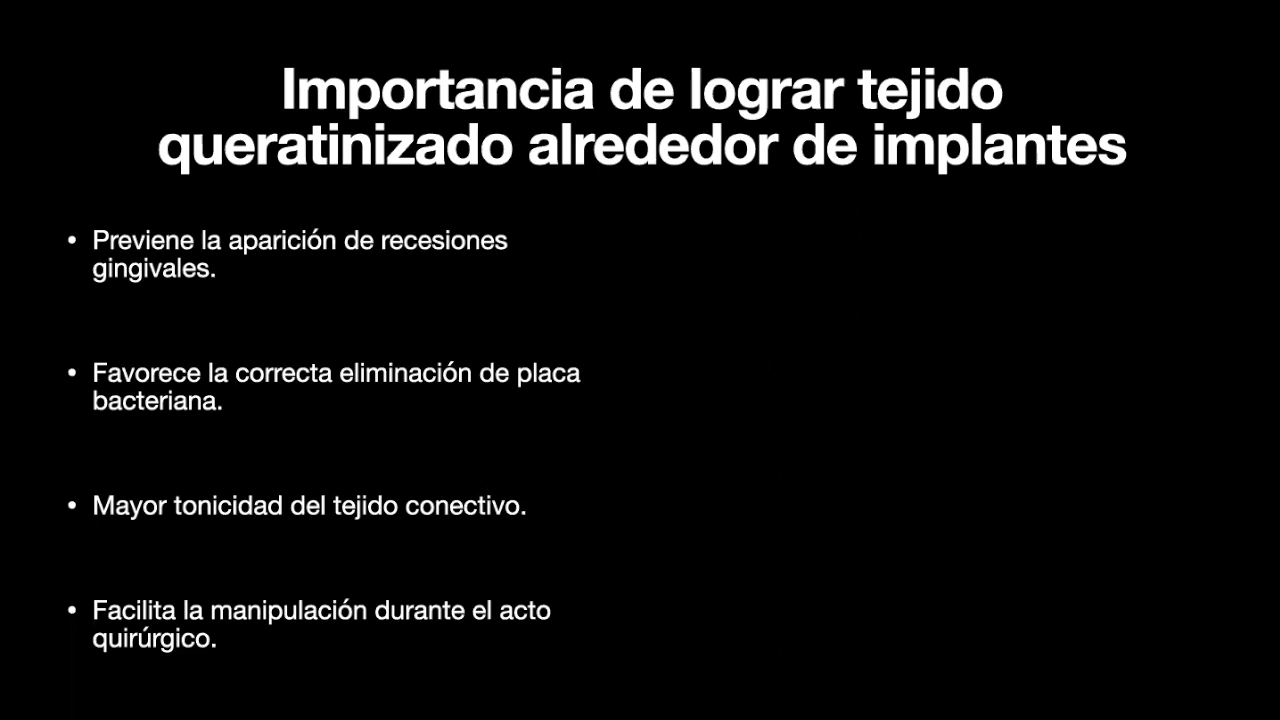 Importancia de lograr tejido
queratinizado alrededor de implantes
• Previene la aparición de recesiones
gingivales.
• Favorece la correcta eliminación de placa
bacteriana.
• Mayor tonicidad del tejido conectivo.
• Facilita la manipulación durante el acto
quirúrgico.